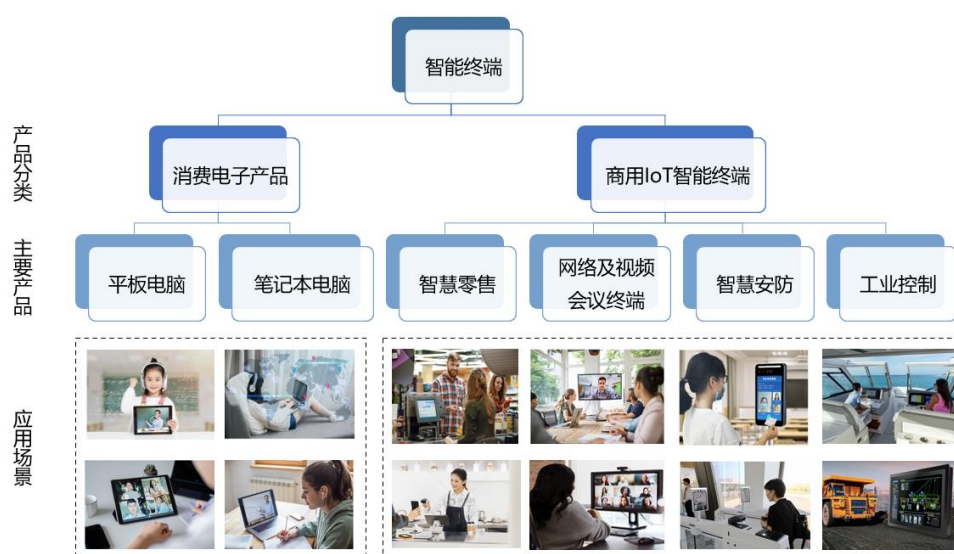 智能终端
产品分类
消费电子产品
商用IoT智能终端
主要产品
平板电脑
笔记本电脑
智慧零售
网络及视频
会议终端
智慧安防
工业控制
应用场景